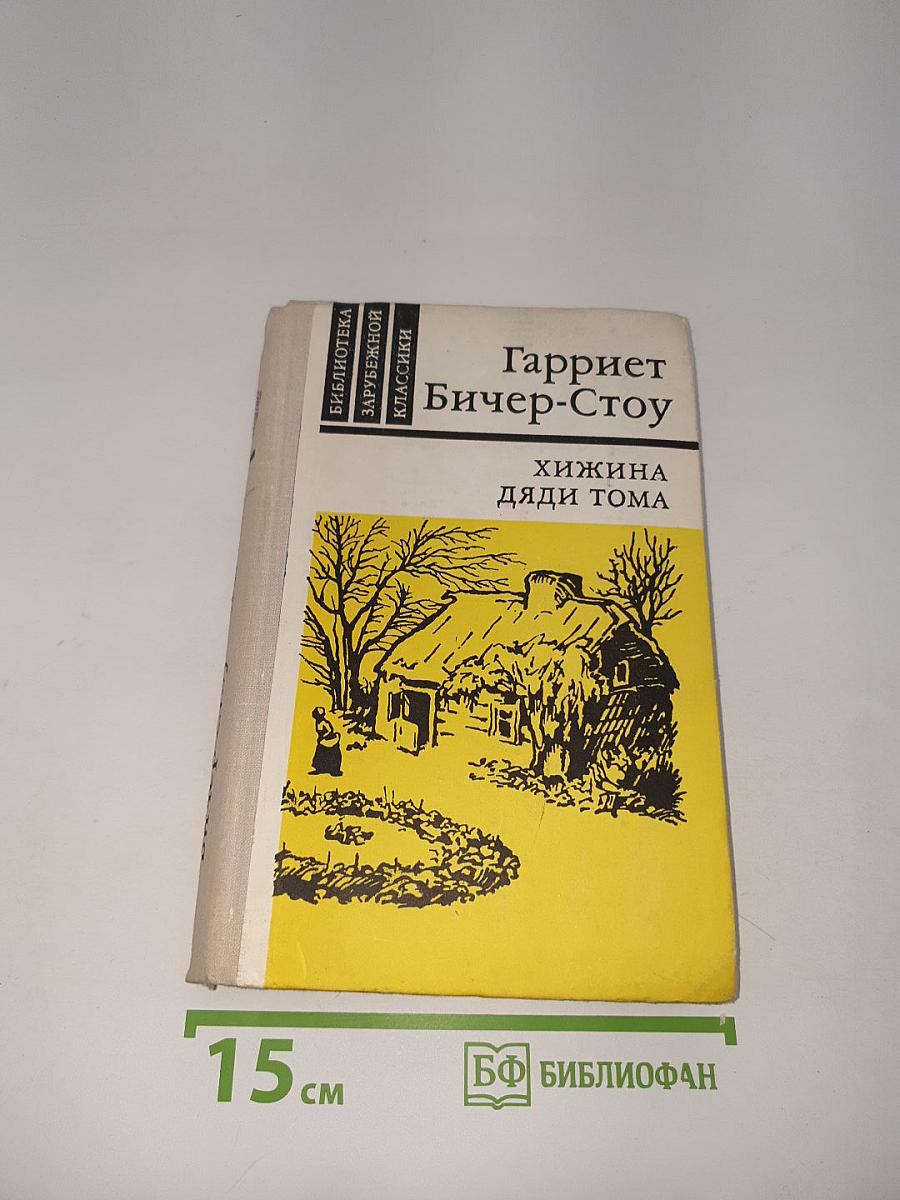 БИБЛИОТЕКА
ЗАРУБЕЖНОЙ
КЛАССИКИ
Гарриет
Бичер-Стоу
ХИЖИНА
ДЯДИ ТОМА
15 см
БФ БИБЛИОФАН